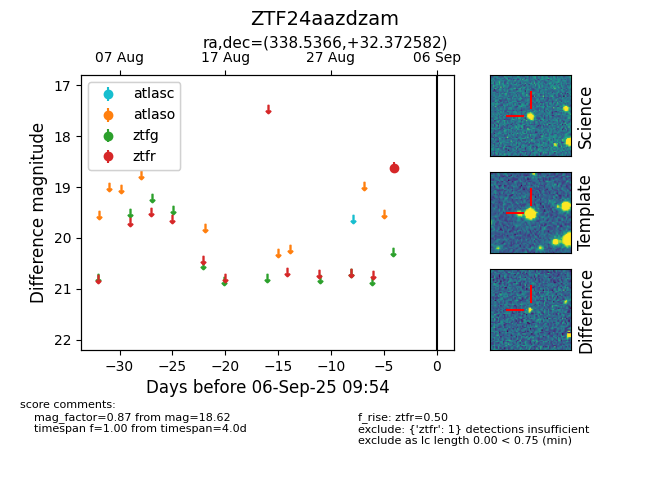 ZTF24aazdzam
ra,dec=(338.5366,+32.372582)
07 Aug 17 Aug 27 Aug 06 Sep
17
18
19
20
21
22
Difference magnitude
atlasc
atlaso
ztfg
ztfr
−30 −25 −20 −15 −10 −5 0
Days before 06-Sep-25 09:54
Science
Template
Difference
score comments:
mag_factor=0.87 from mag=18.62
timespan f=1.00 from timespan=4.0d
f_rise: ztfr=0.50
exclude: {'ztfr': 1} detections insufficient
exclude as lc length 0.00 < 0.75 (min)